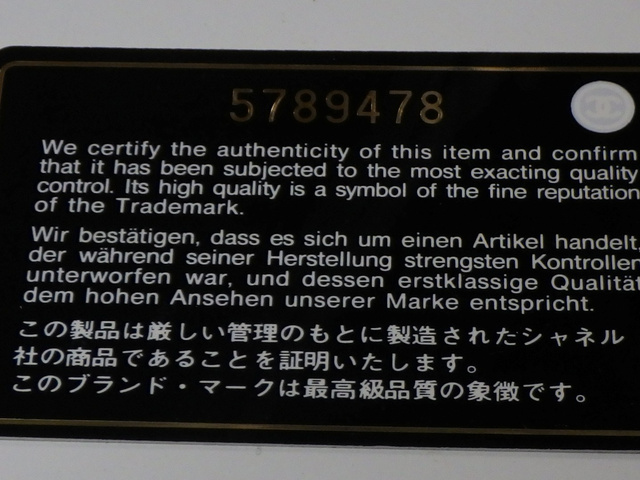 5789478
We certify the authenticity of this item and confirm
that it has been subjected to the most exacting quality
control. Its high quality is a symbol of the fine reputation
of the Trademark.
Wir bestätigen, dass es sich um einen Artikel handelt,
der während seiner Herstellung strengsten Kontrollen
unterworfen war, und dessen erstklassige Qualität
dem hohen Ansehen unserer Marke entspricht.
この製品は厳しい管理のもとに製造されたシャネル
社の商品であることを証明いたします。
このブランド・マークは最高級品質の象徴です。